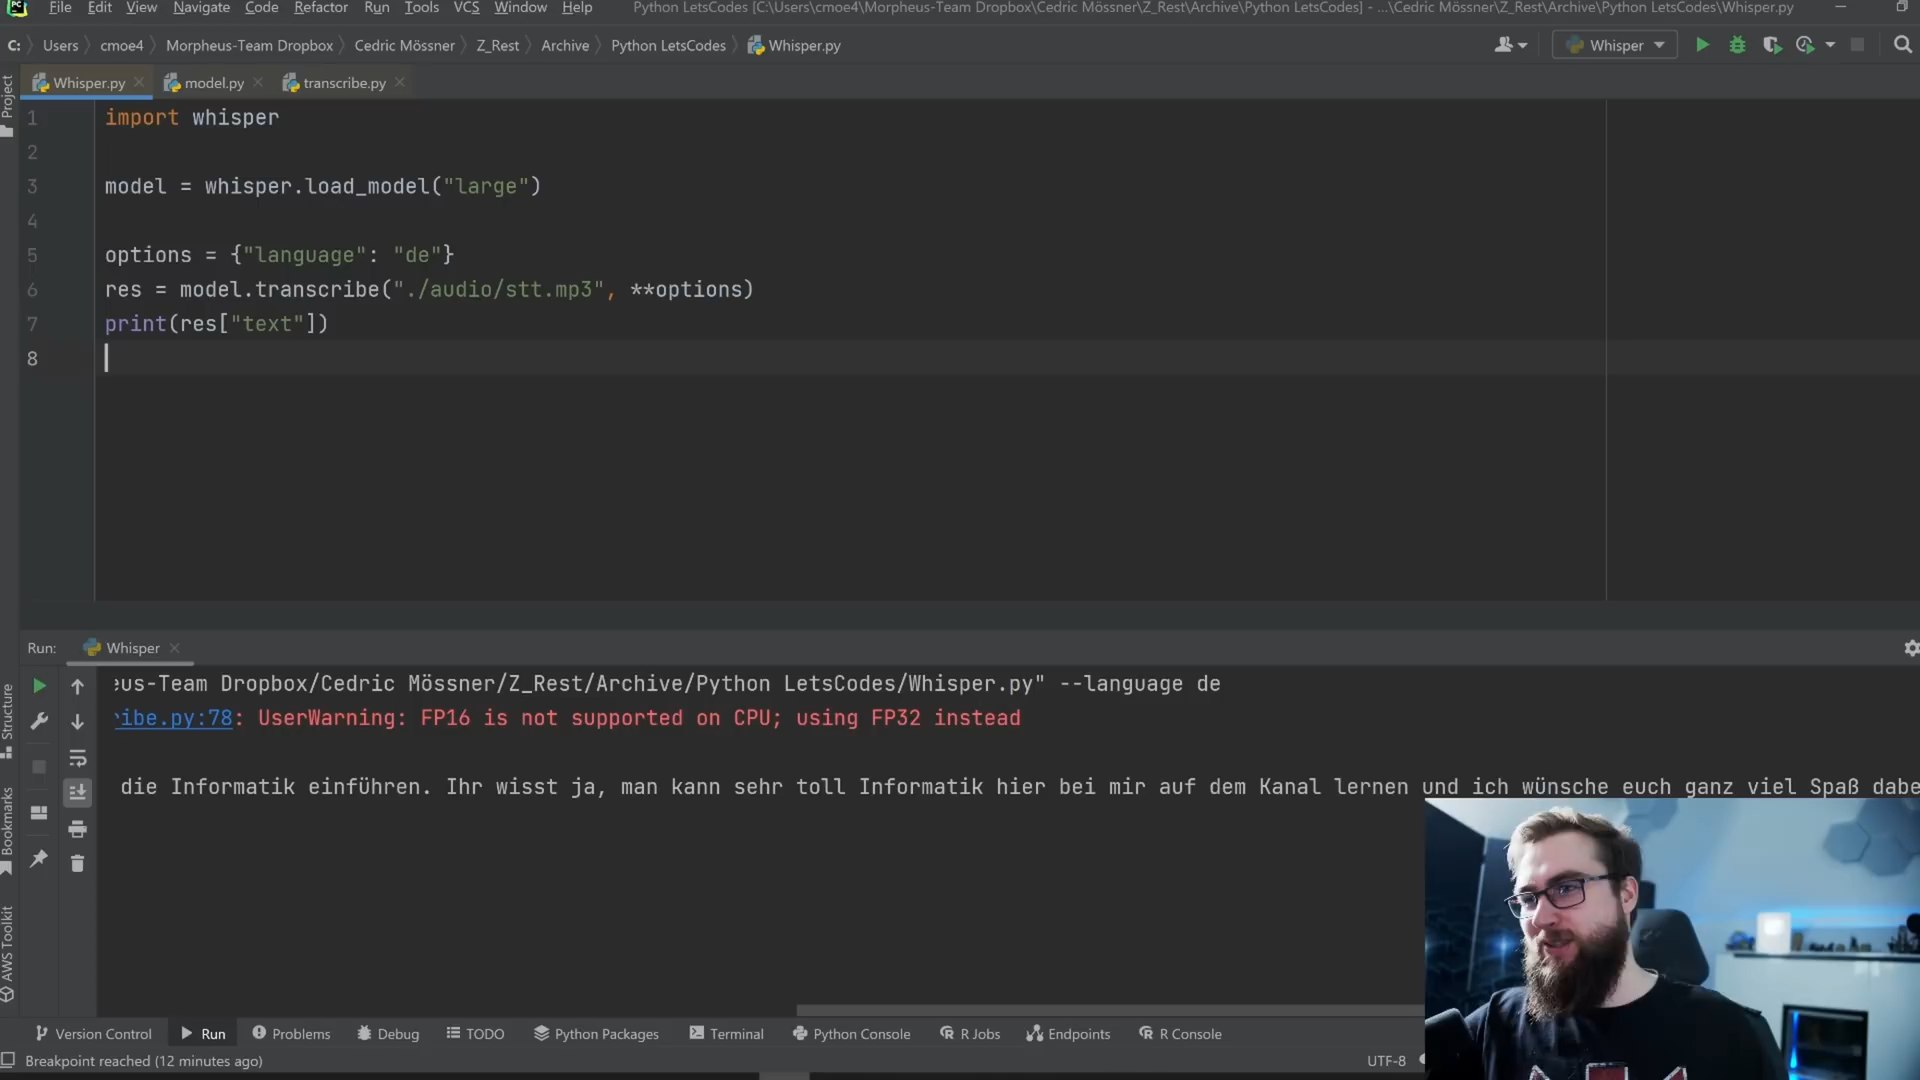 File Edit View Navigate Code Refactor Run Tools VCS Window Help Python LetsCodes [C:\Users\cmoe4\Morpheus-Team Dropbox\Cedric Mössner\Z_Rest\Archive\Python LetsCodes] - ...\Cedric Mössner\Z_Rest\Archive\Python LetsCodes\Whisper.py
C: Users cmoe4 Morpheus-Team Dropbox Cedric Mössner Z_Rest Archive Python LetsCodes Whisper.py Whisper
Project
Whisper.py model.py transcribe.py
1 import whisper
2
3 model = whisper.load_model("large")
4
5 options = {"language": "de"}
6 res = model.transcribe("./audio/stt.mp3", **options)
7 print(res["text"])
8
Run: Whisper
us-Team Dropbox/Cedric Mössner/Z_Rest/Archive/Python LetsCodes/Whisper.py" --language de
ibe.py:78: UserWarning: FP16 is not supported on CPU; using FP32 instead
die Informatik einführen. Ihr wisst ja, man kann sehr toll Informatik hier bei mir auf dem Kanal lernen und ich wünsche euch ganz viel Spaß dabe
Structure
Bookmarks
AWS Toolkit
Version Control Run Problems Debug TODO Python Packages Terminal Python Console R Jobs Endpoints R Console
Breakpoint reached (12 minutes ago) UTF-8